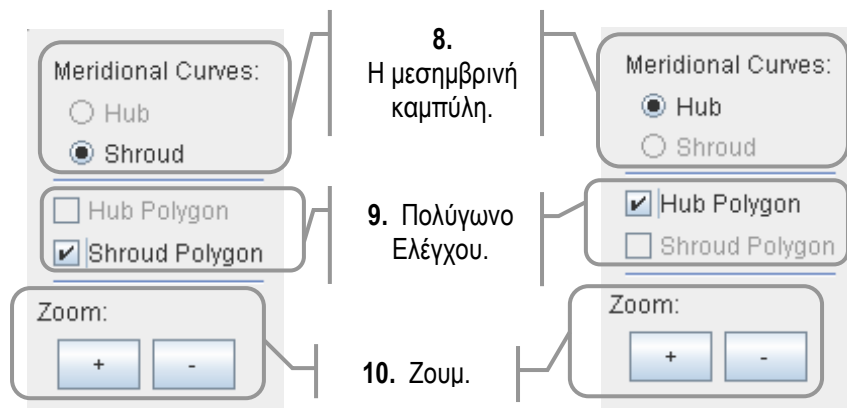 Meridional Curves:
Hub
Shroud
Hub Polygon
Shroud Polygon
Zoom:
+ -
8.
Η μεσημβρινή
καμπύλη.
9. Πολύγωνο
Ελέγχου.
10. Ζουμ.
Meridional Curves:
Hub
Shroud
Hub Polygon
Shroud Polygon
Zoom:
+ -